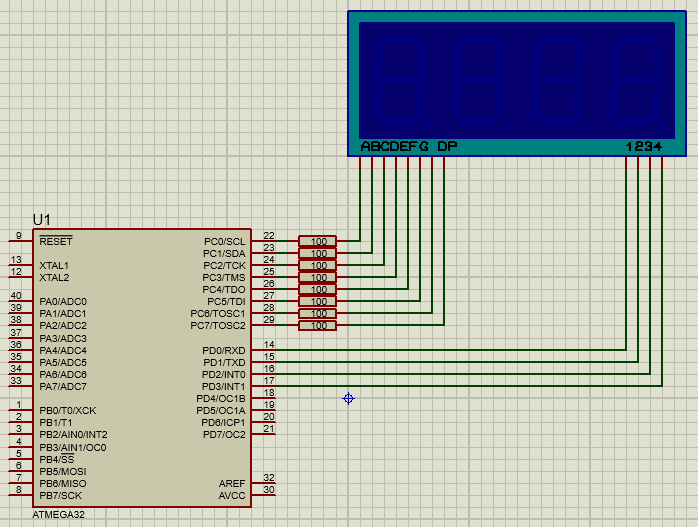 ABCDEFG DP
1234
U1
9 RESET
PC0/SCL 22 100
PC1/SDA 23 100
13 XTAL1
PC2/TCK 24 100
12 XTAL2
PC3/TMS 25 100
PC4/TDO 26 100
40 PA0/ADC0
PC5/TDI 27 100
39 PA1/ADC1
PC6/TOSC1 28 100
38 PA2/ADC2
PC7/TOSC2 29 100
37 PA3/ADC3
36 PA4/ADC4
PD0/RXD 14
35 PA5/ADC5
PD1/TXD 15
34 PA6/ADC6
PD2/INT0 16
33 PA7/ADC7
PD3/INT1 17
PD4/OC1B 18
1 PB0/T0/XCK
PD5/OC1A 19
2 PB1/T1
PD6/ICP1 20
3 PB2/AIN0/INT2
PD7/OC2 21
4 PB3/AIN1/OC0
5 PB4/SS
6 PB5/MOSI
7 PB6/MISO
AREF 32
8 PB7/SCK
AVCC 30
ATMEGA32